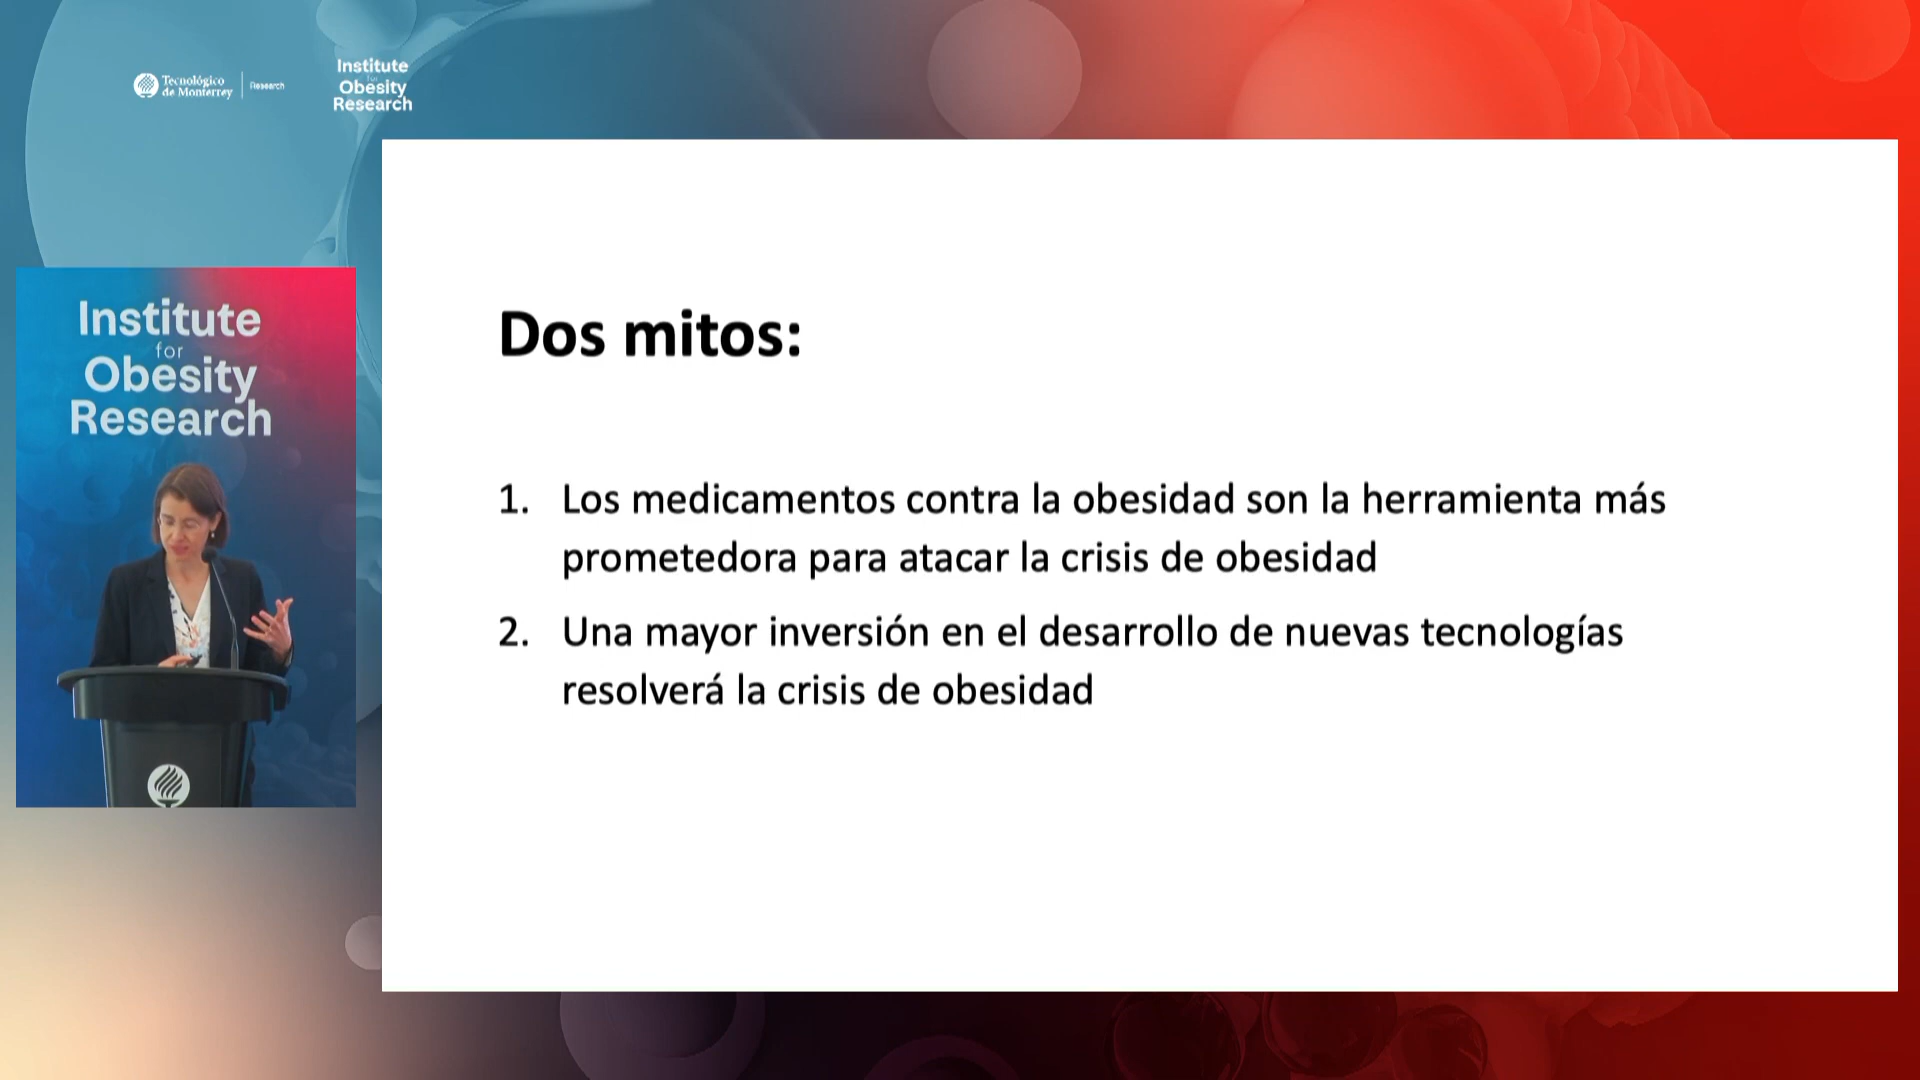 Tecnológico
de Monterrey
Research
Institute
for
Obesity
Research
Institute
for
Obesity
Research
Dos mitos:
1. Los medicamentos contra la obesidad son la herramienta más
prometedora para atacar la crisis de obesidad
2. Una mayor inversión en el desarrollo de nuevas tecnologías
resolverá la crisis de obesidad